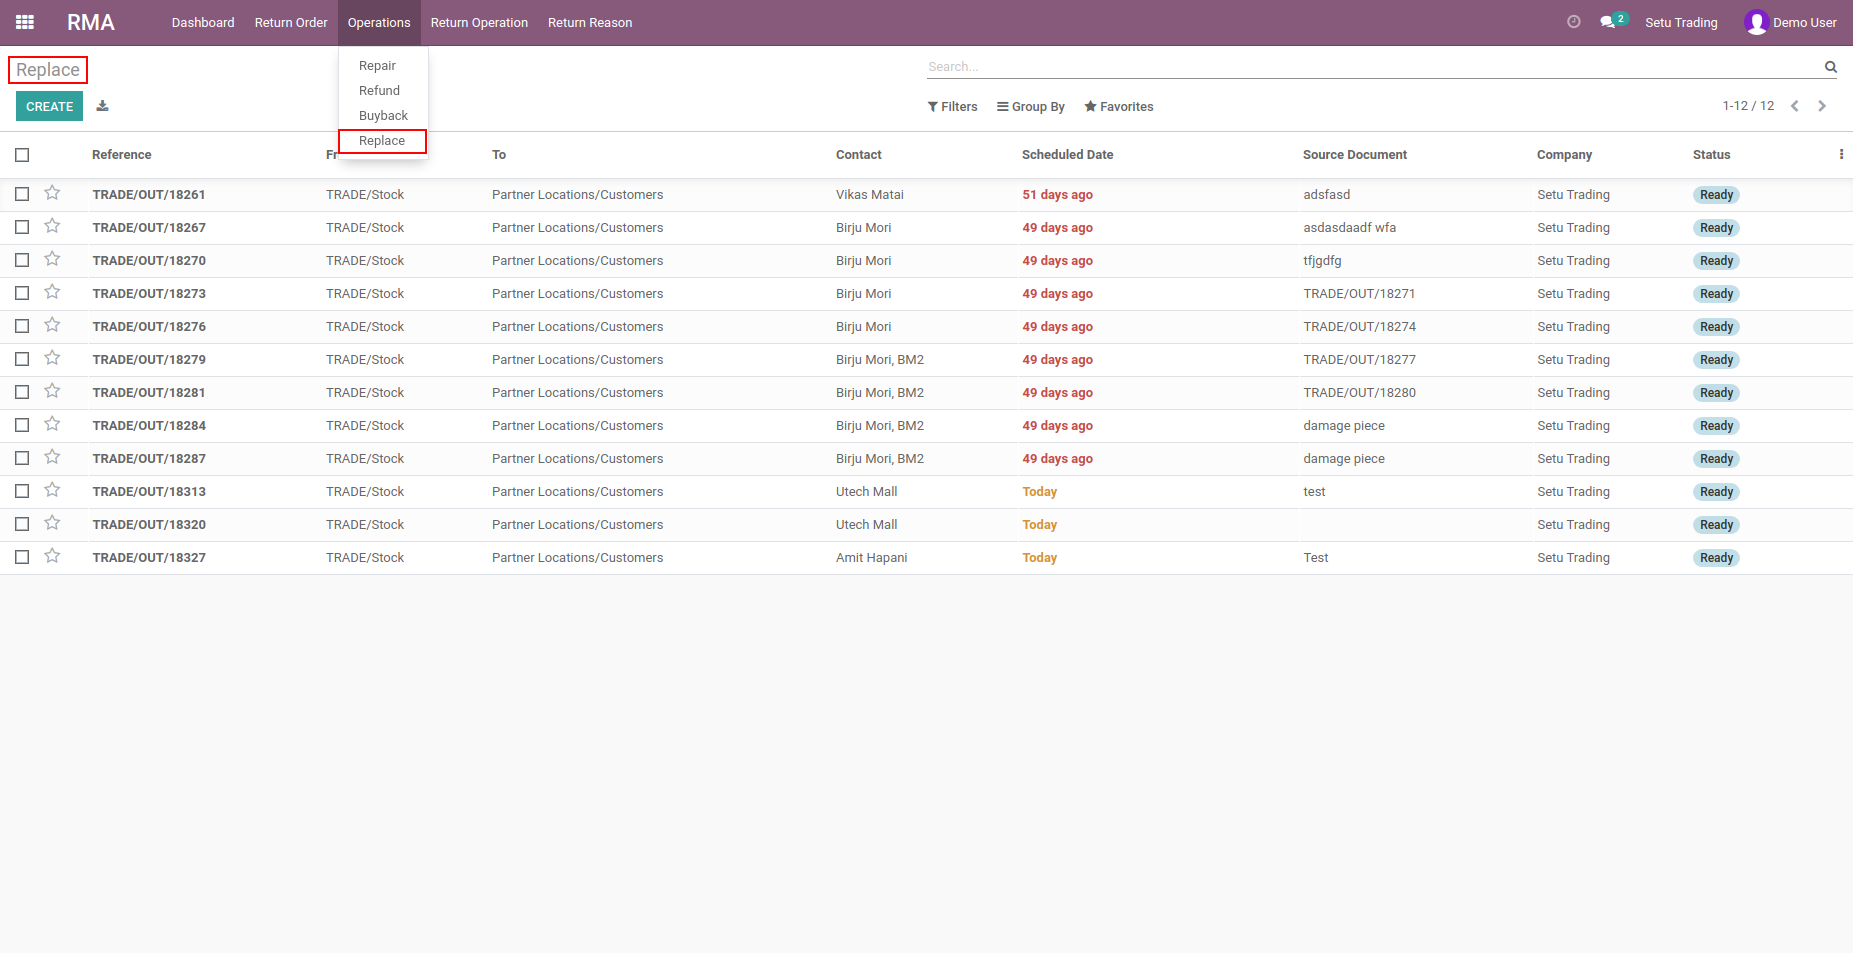 RMA Dashboard Return Order Operations Return Operation Return Reason 2 Setu Trading Demo User
Replace Search...
Repair
Refund
Buyback
Replace
CREATE Filters Group By Favorites 1-12 / 12
Reference Fr To Contact Scheduled Date Source Document Company Status
TRADE/OUT/18261 TRADE/Stock Partner Locations/Customers Vikas Matai 51 days ago adsfasd Setu Trading Ready
TRADE/OUT/18267 TRADE/Stock Partner Locations/Customers Birju Mori 49 days ago asdasdaadf wfa Setu Trading Ready
TRADE/OUT/18270 TRADE/Stock Partner Locations/Customers Birju Mori 49 days ago tfjgdfg Setu Trading Ready
TRADE/OUT/18273 TRADE/Stock Partner Locations/Customers Birju Mori 49 days ago TRADE/OUT/18271 Setu Trading Ready
TRADE/OUT/18276 TRADE/Stock Partner Locations/Customers Birju Mori 49 days ago TRADE/OUT/18274 Setu Trading Ready
TRADE/OUT/18279 TRADE/Stock Partner Locations/Customers Birju Mori, BM2 49 days ago TRADE/OUT/18277 Setu Trading Ready
TRADE/OUT/18281 TRADE/Stock Partner Locations/Customers Birju Mori, BM2 49 days ago TRADE/OUT/18280 Setu Trading Ready
TRADE/OUT/18284 TRADE/Stock Partner Locations/Customers Birju Mori, BM2 49 days ago damage piece Setu Trading Ready
TRADE/OUT/18287 TRADE/Stock Partner Locations/Customers Birju Mori, BM2 49 days ago damage piece Setu Trading Ready
TRADE/OUT/18313 TRADE/Stock Partner Locations/Customers Utech Mall Today test Setu Trading Ready
TRADE/OUT/18320 TRADE/Stock Partner Locations/Customers Utech Mall Today Setu Trading Ready
TRADE/OUT/18327 TRADE/Stock Partner Locations/Customers Amit Hapani Today Test Setu Trading Ready